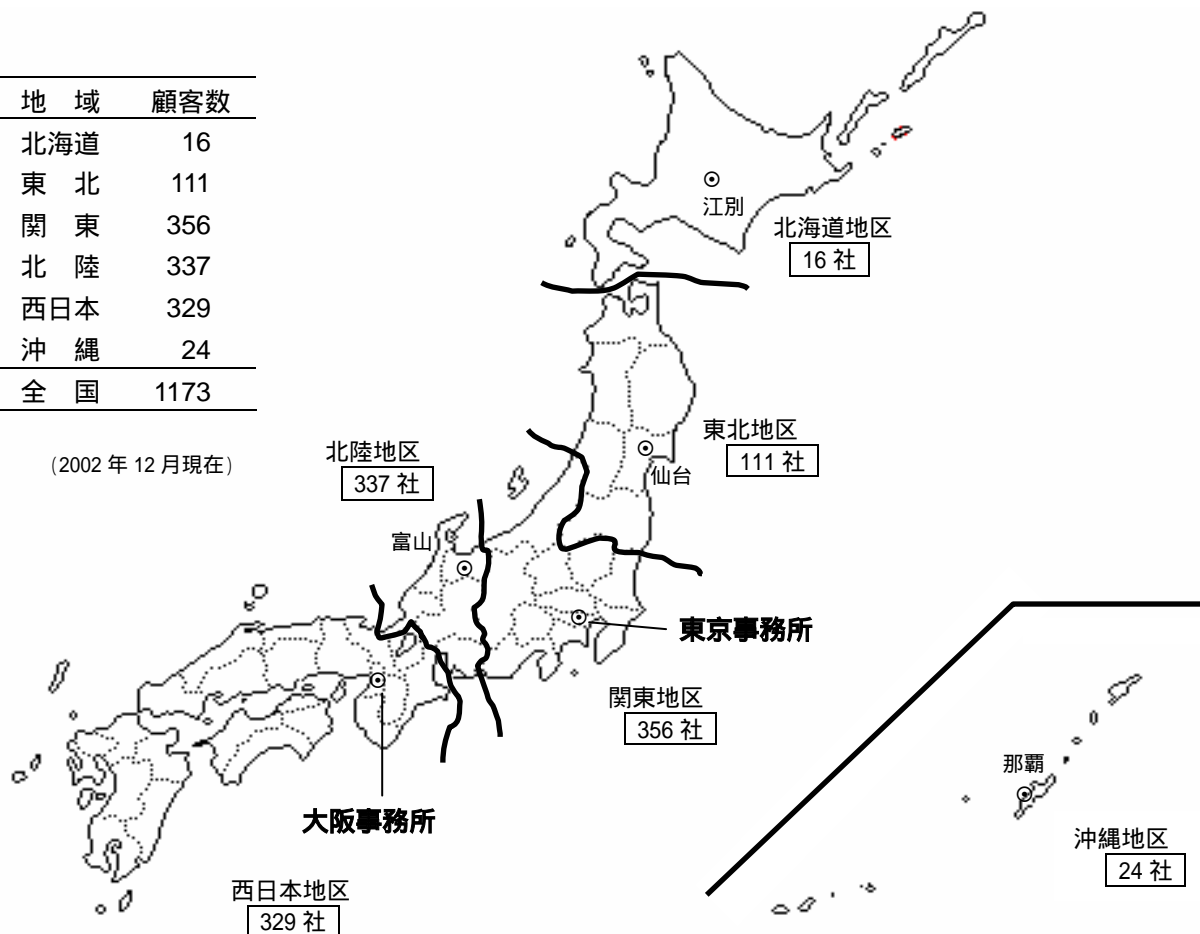 地 域 顧客数
北海道 16
東 北 111
関 東 356
北 陸 337
西日本 329
沖 縄 24
全 国 1173
(2002 年 12 月現在)
江別
北海道地区
16 社
東北地区
111 社
仙台
北陸地区
337 社
富山
東京事務所
関東地区
356 社
大阪事務所
西日本地区
329 社
那覇
沖縄地区
24 社